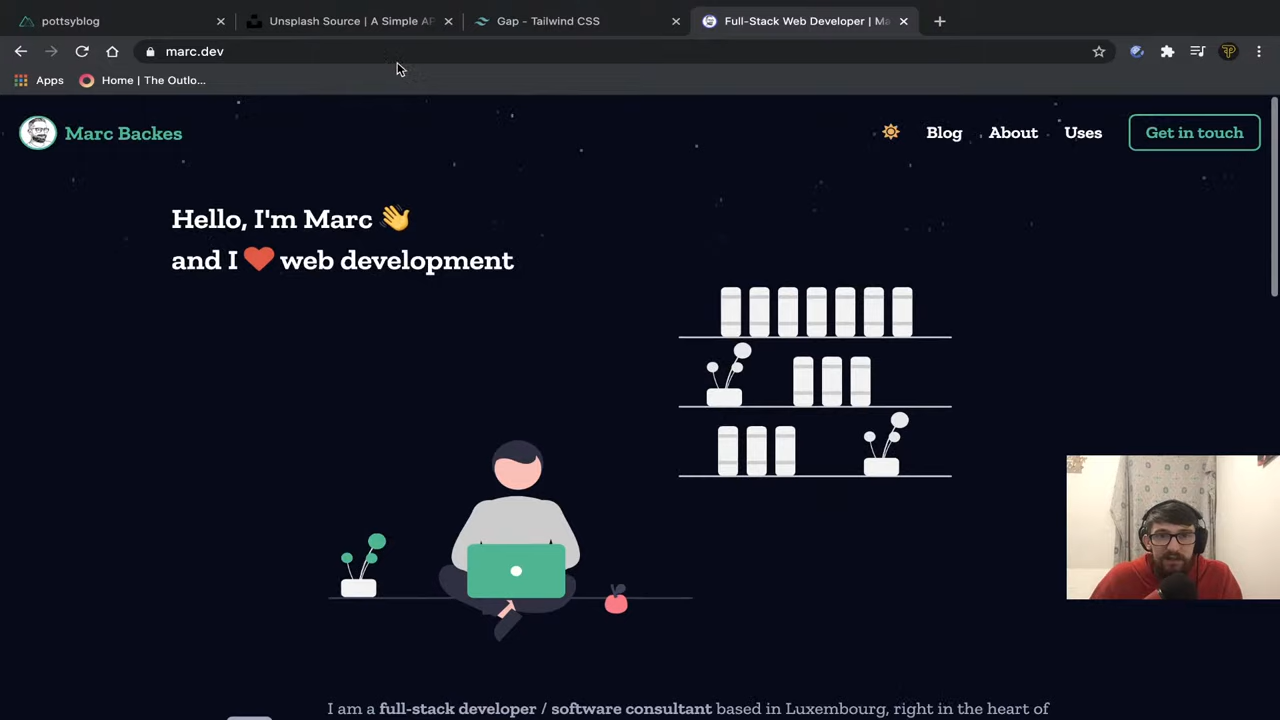 pottsyblog
Unsplash Source | A Simple AP
Gap - Tailwind CSS
Full-Stack Web Developer | Ma
marc.dev
Apps
Home | The Outlo...
Marc Backes
Blog
About
Uses
Get in touch
Hello, I'm Marc 👋
and I ❤️ web development
I am a full-stack developer / software consultant based in Luxembourg, right in the heart of